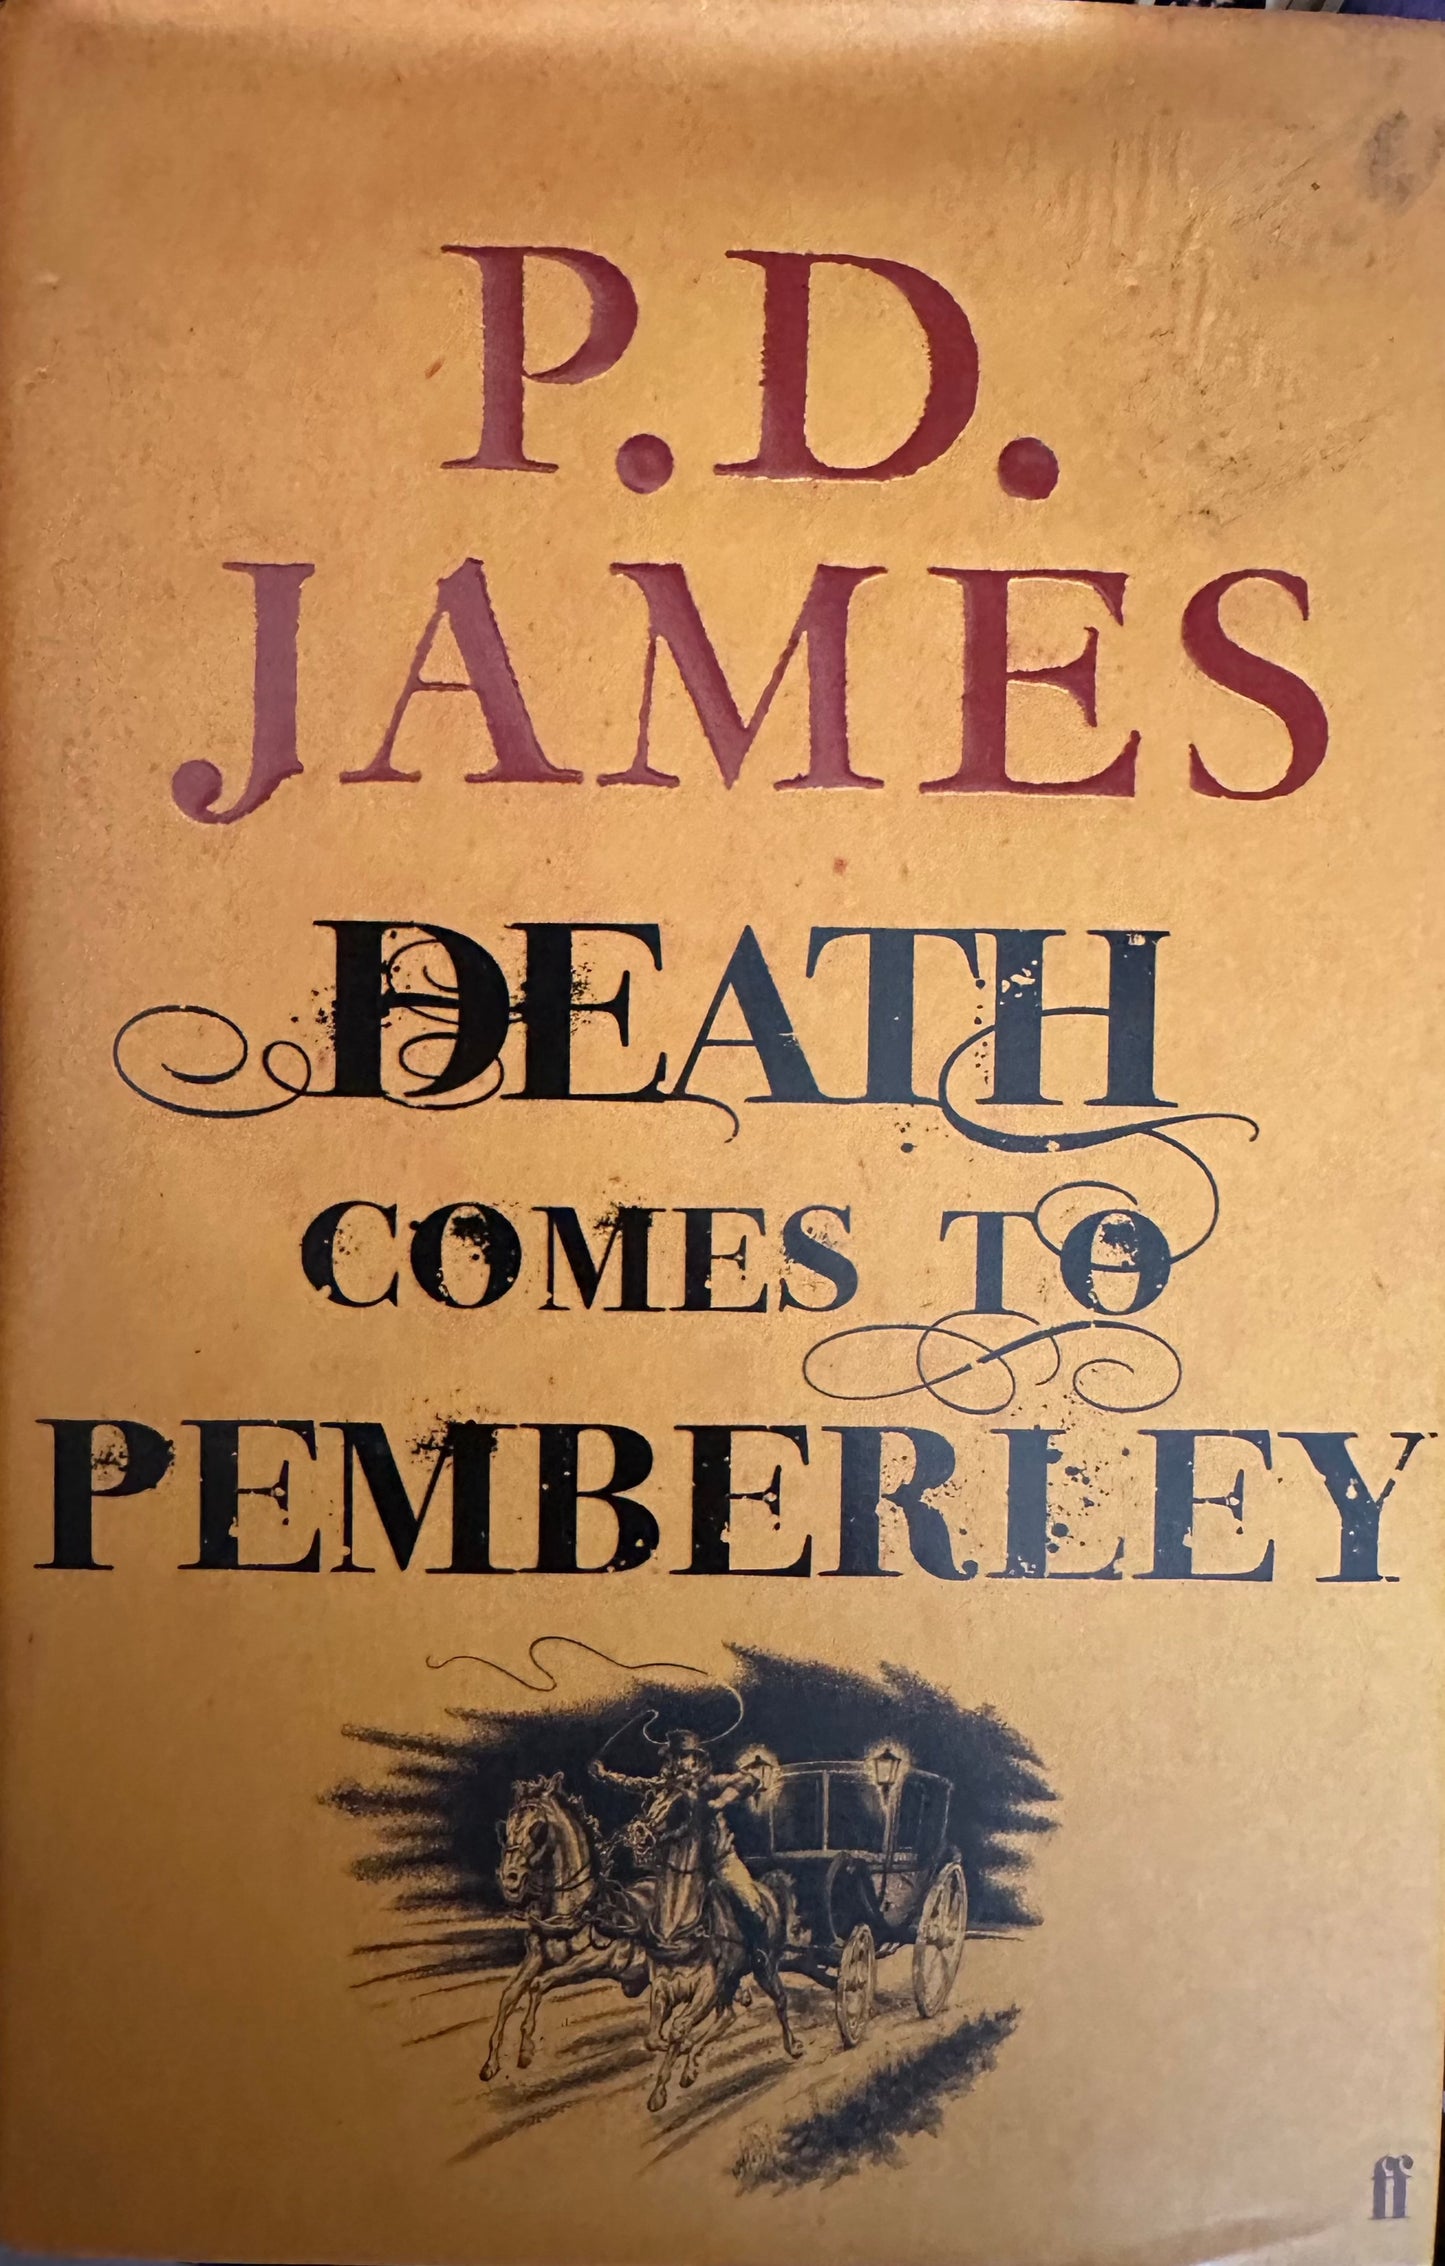 P.D.
JAMES
DEATH
COMES TO
PEMBERLEY
ff